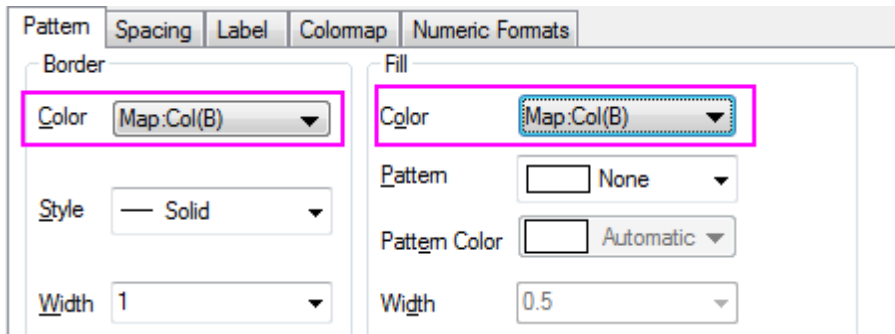 Pattern Spacing Label Colormap Numeric Formats
Border
Color Map:Col(B)
Style Solid
Width 1
Fill
Color Map:Col(B)
Pattern None
Pattern Color Automatic
Width 0.5